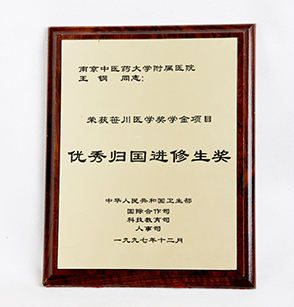 南京中医药大学附属医院
王 钢 同志:
荣获笹川医学奖学金项目
优秀归国进修生奖
中华人民共和国卫生部
国际合作司
科技教育司
人事司
一九九七年十二月